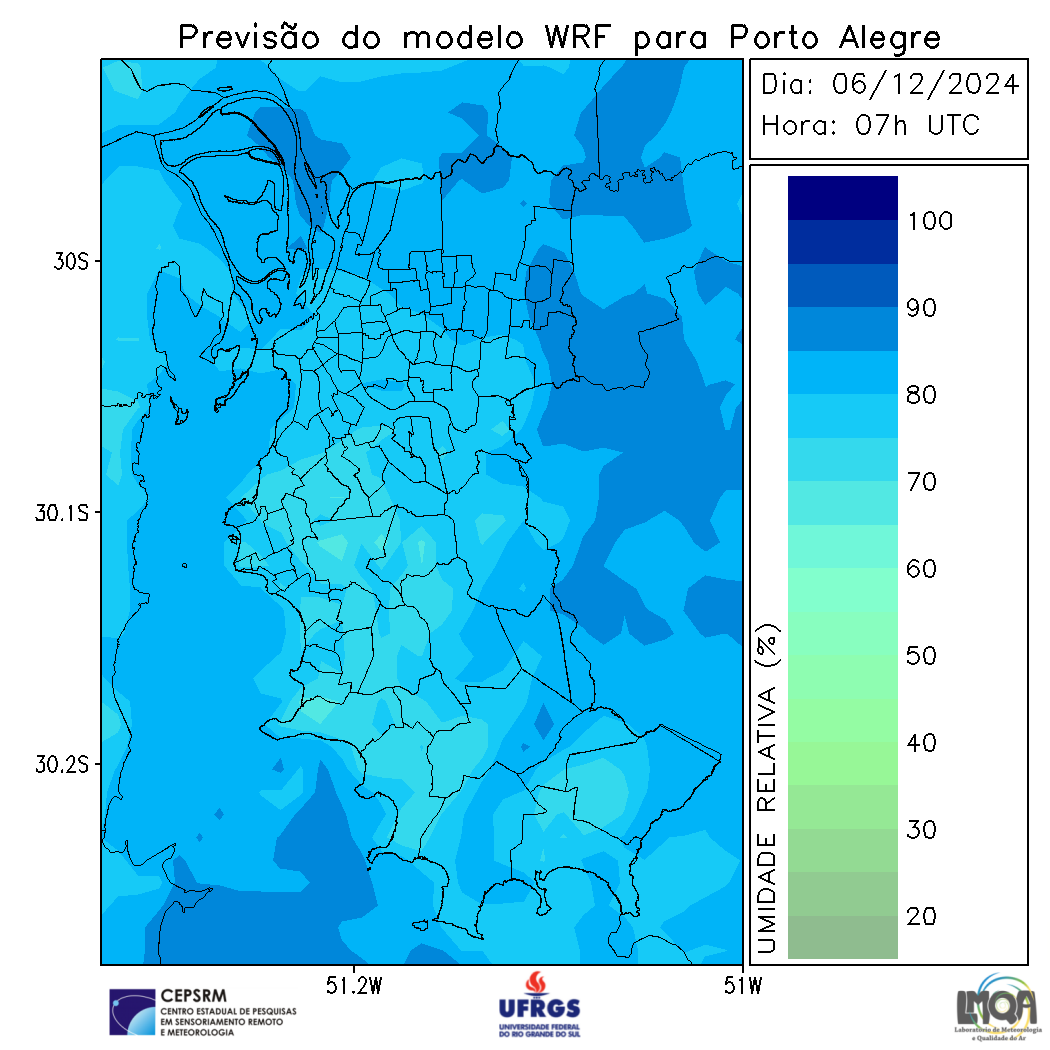 Previsão do modelo WRF para Porto Alegre
Dia: 06/12/2024
Hora: 07h UTC
100
90
80
70
60
50
40
30
20
UMIDADE RELATIVA (%)
30S
30.1S
30.2S
51.2W
51W
CEPSRM
CENTRO ESTADUAL DE PESQUISAS
EM SENSORIAMENTO REMOTO
E METEOROLOGIA
UFRGS
UNIVERSIDADE FEDERAL
DO RIO GRANDE DO SUL
LMQA
Laboratório de Meteorologia
e Qualidade do Ar